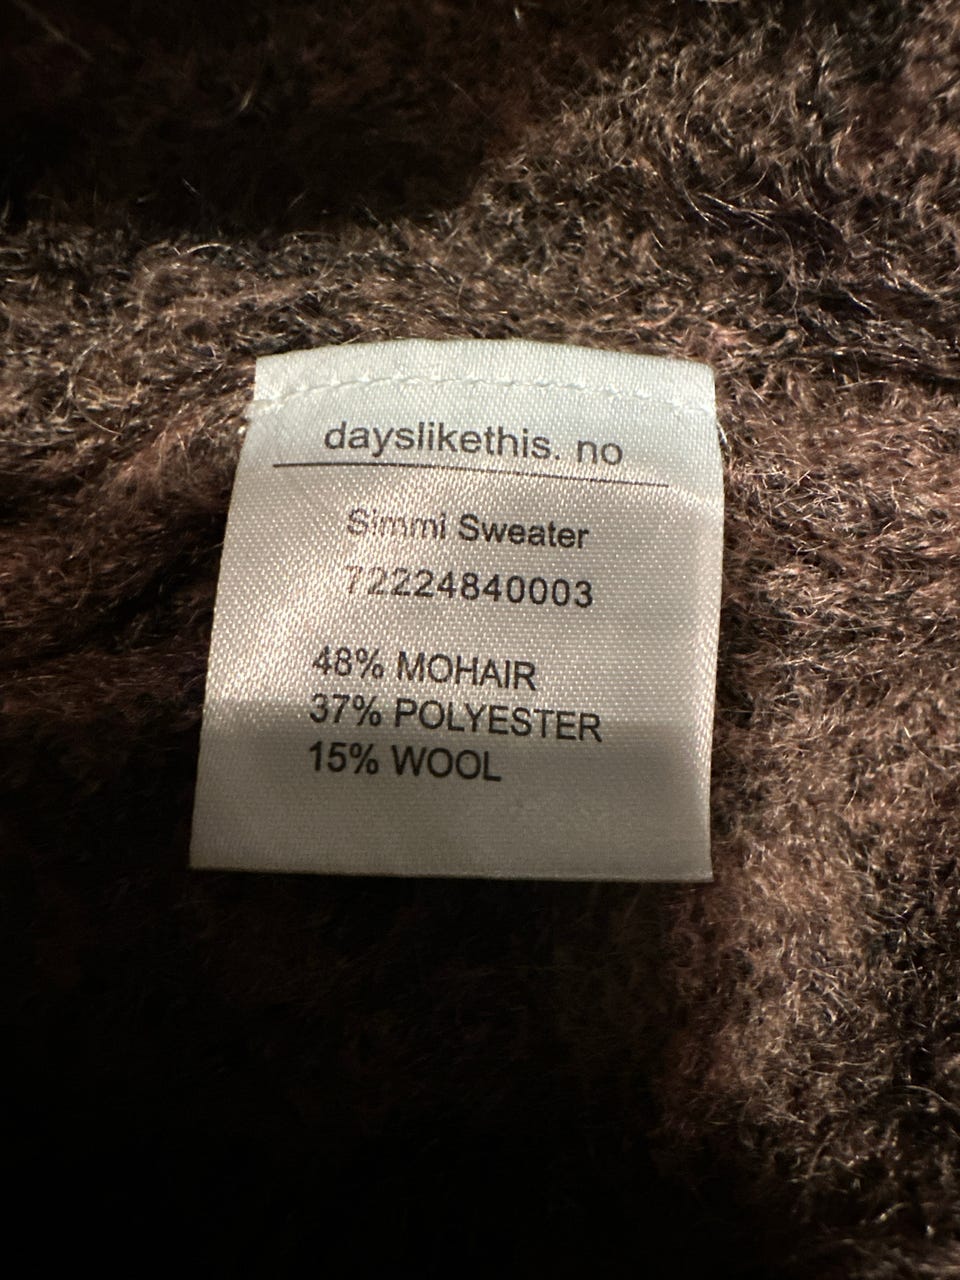 dayslikethis. no
Simmi Sweater
72224840003
48% MOHAIR
37% POLYESTER
15% WOOL